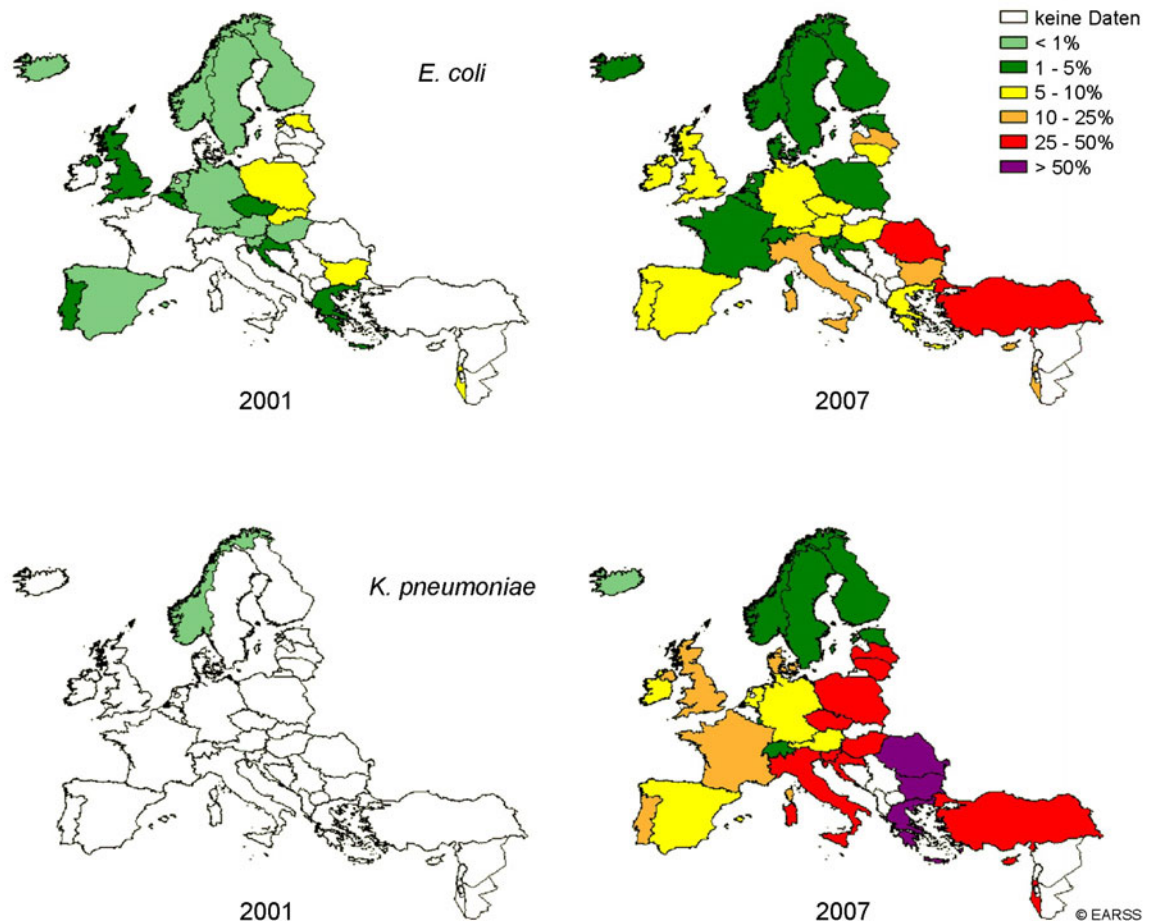 keine Daten
< 1%
1 - 5%
5 - 10%
10 - 25%
25 - 50%
> 50%
E. coli
2001
2007
K. pneumoniae
2001
2007
© EARSS